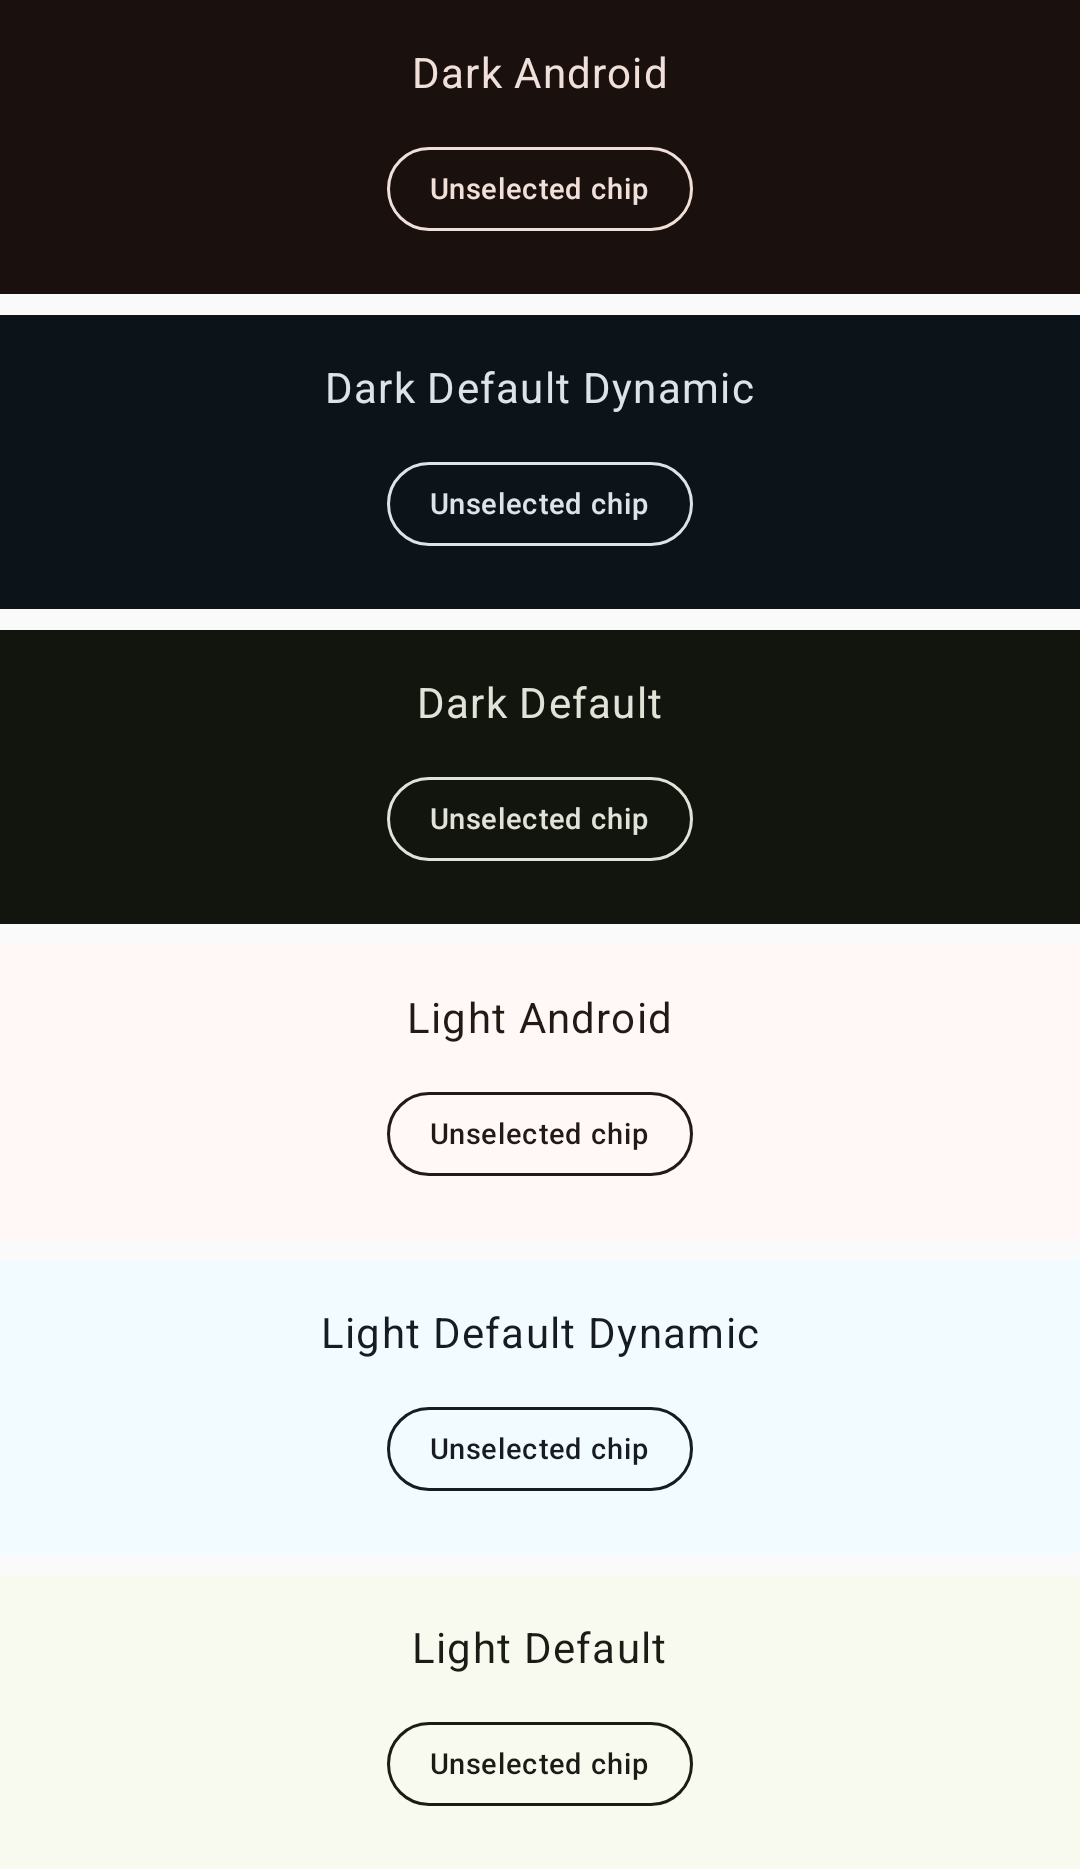 Dark Android
Unselected chip
Dark Default Dynamic
Unselected chip
Dark Default
Unselected chip
Light Android
Unselected chip
Light Default Dynamic
Unselected chip
Light Default
Unselected chip